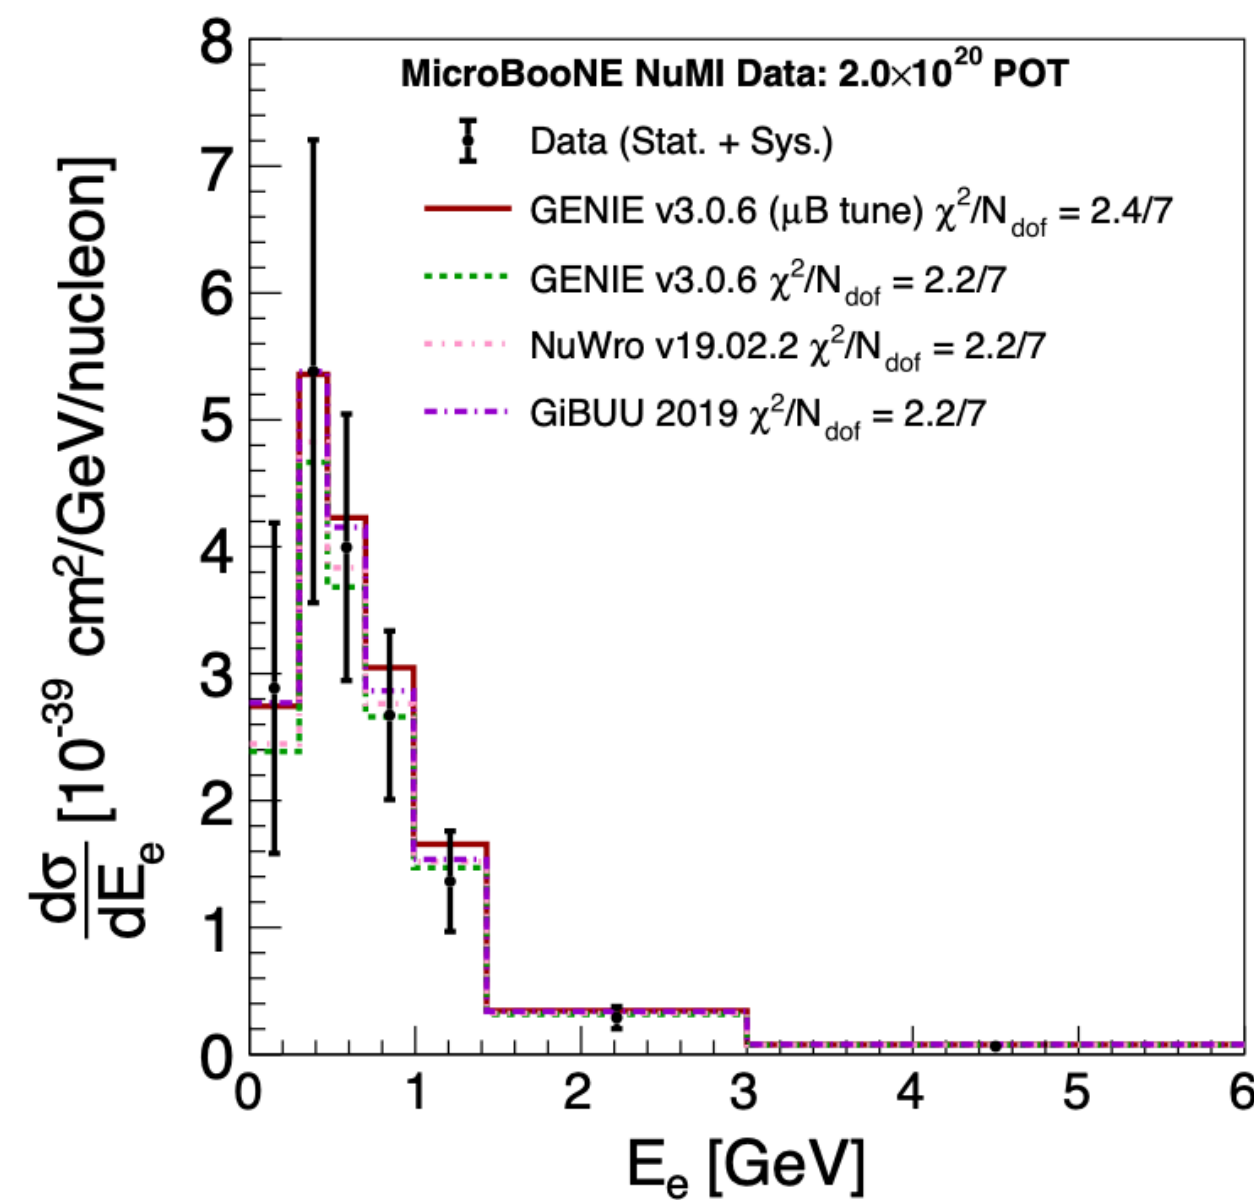 MicroBooNE NuMI Data: 2.0×10²⁰ POT
Data (Stat. + Sys.)
GENIE v3.0.6 (μB tune) χ²/N_dof = 2.4/7
GENIE v3.0.6 χ²/N_dof = 2.2/7
NuWro v19.02.2 χ²/N_dof = 2.2/7
GiBUU 2019 χ²/N_dof = 2.2/7
dσ/dE_e [10⁻³⁹ cm²/GeV/nucleon]
8
7
6
5
4
3
2
1
0
0 1 2 3 4 5 6
E_e [GeV]